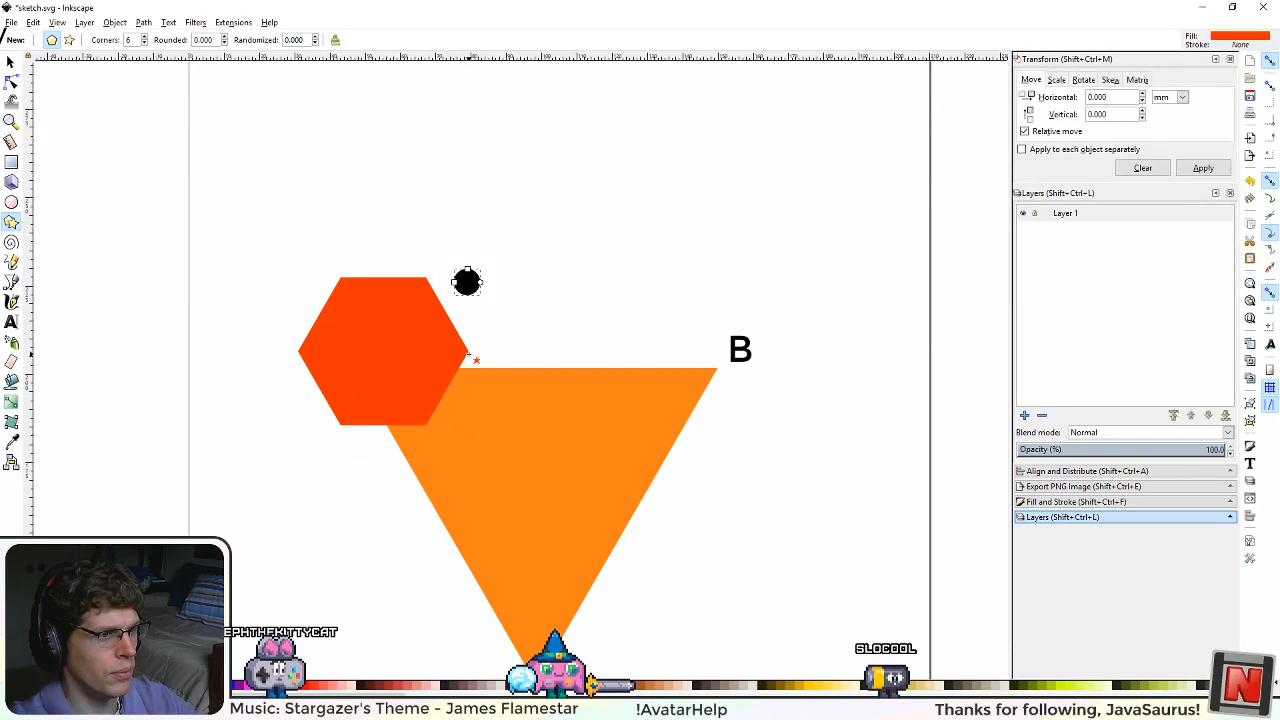 *sketch.svg - Inkscape
File Edit View Layer Object Path Text Filters Extensions Help
New: Corners: 6 Rounded: 0.000 Randomized: 0.000 Fill:
Stroke: None
Transform (Shift+Ctrl+M)
Move Scale Rotate Skew Matrix
Horizontal: 0.000 mm
Vertical: 0.000
Relative move
Apply to each object separately
Clear Apply
Layers (Shift+Ctrl+L)
Layer 1
B
Blend mode: Normal
Opacity (%) 100.0
Align and Distribute (Shift+Ctrl+A)
Export PNG Image (Shift+Ctrl+E)
Fill and Stroke (Shift+Ctrl+F)
Layers (Shift+Ctrl+L)
EPHTHEKITTYCAT
SLOCOOL
N
Music: Stargazer's Theme - James Flamestar !AvatarHelp Thanks for following, JavaSaurus!